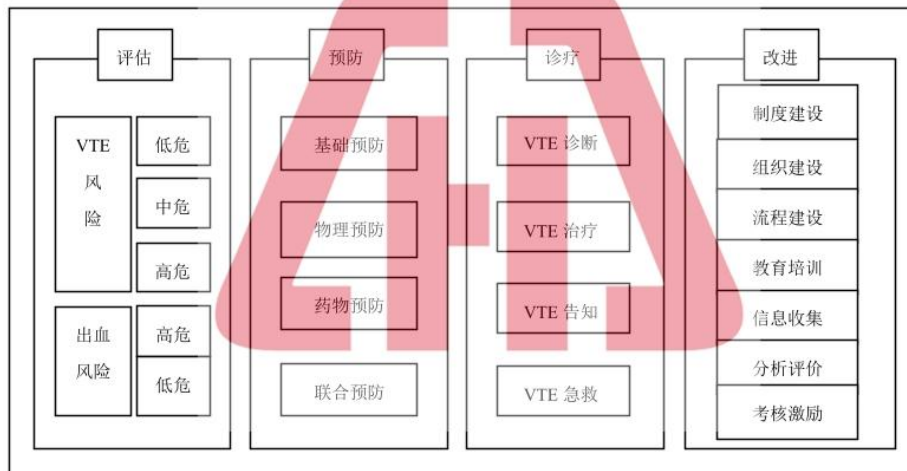 评估
预防
诊疗
改进
VTE
风
险
低危
中危
高危
出血
风险
高危
低危
基础预防
物理预防
药物预防
联合预防
VTE 诊断
VTE 治疗
VTE 告知
VTE 急救
制度建设
组织建设
流程建设
教育培训
信息收集
分析评价
考核激励